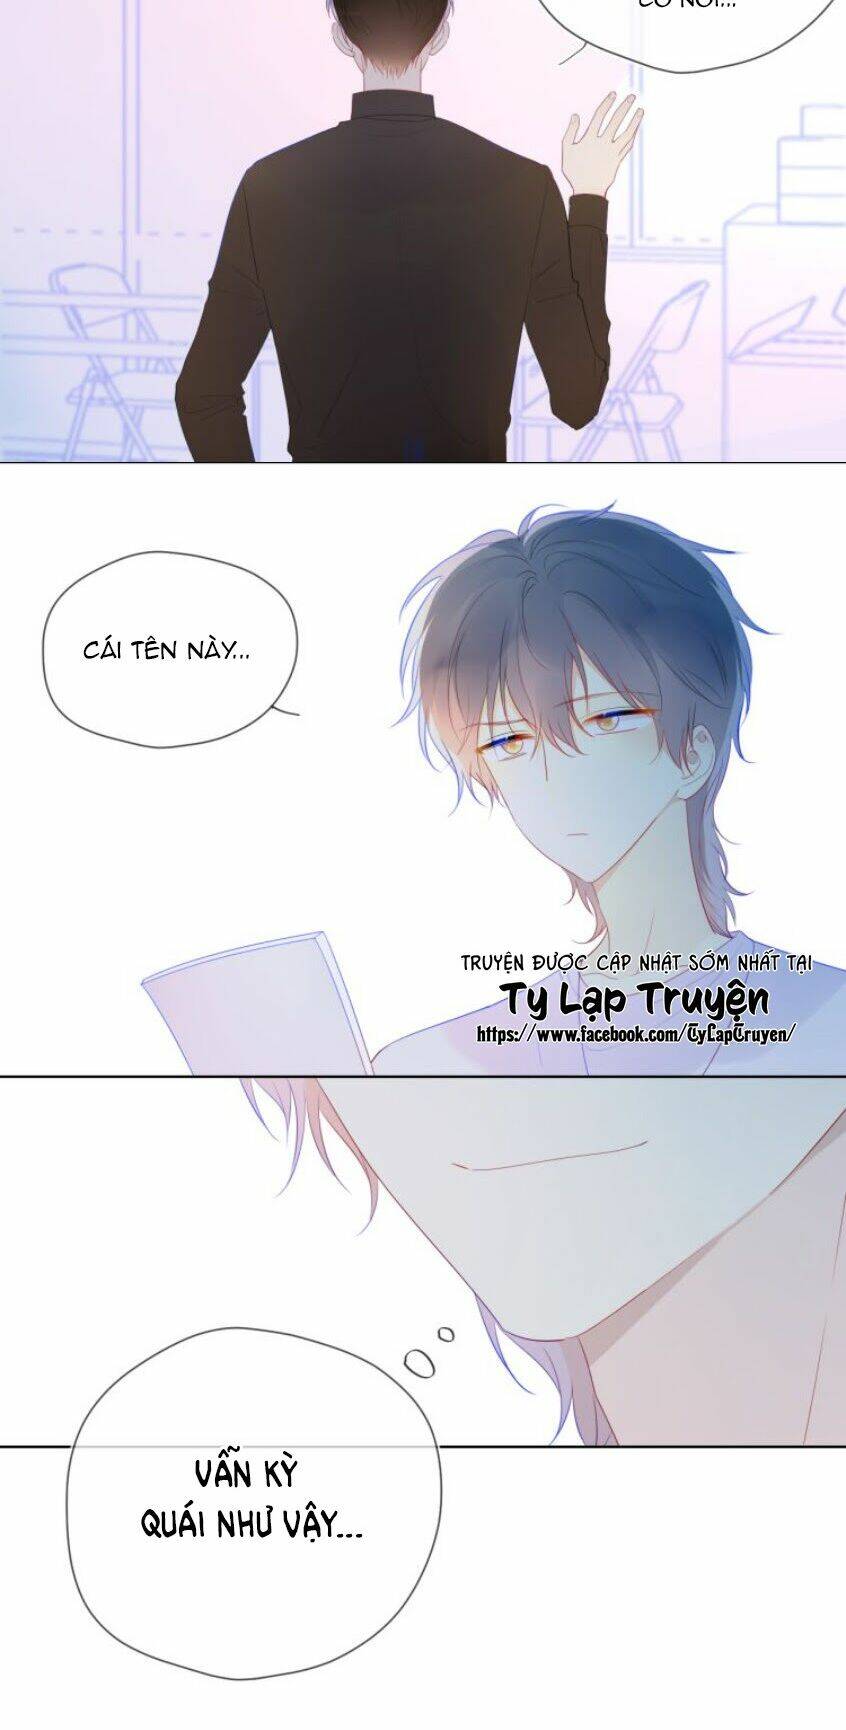 CÁI TÊN NÀY...
TRUYỆN ĐƯỢC CẬP NHẬT SỚM NHẤT TẠI
TY LẠP TRUYỆN
https://www.facebook.com/TyLapTruyen/
VẪN KỲ
QUÁI NHƯ VẬY...